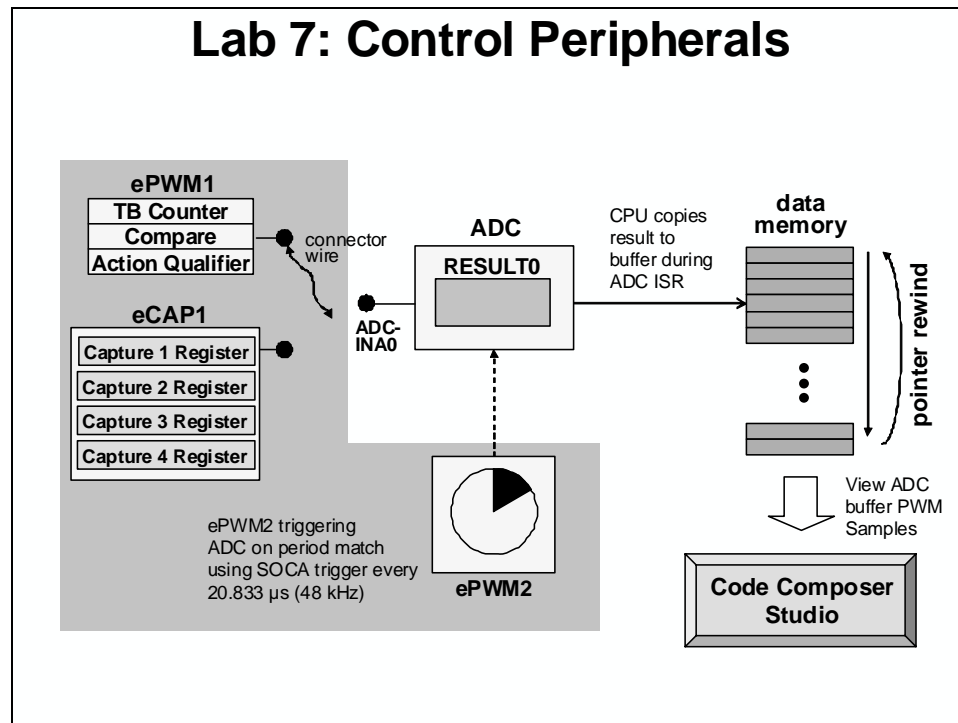 Lab 7: Control Peripherals
ePWM1
TB Counter
Compare
Action Qualifier
connector
wire
eCAP1
Capture 1 Register
Capture 2 Register
Capture 3 Register
Capture 4 Register
ADC-
INA0
ADC
RESULT0
CPU copies
result to
buffer during
ADC ISR
data
memory
pointer rewind
ePWM2 triggering
ADC on period match
using SOCA trigger every
20.833 µs (48 kHz)
ePWM2
View ADC
buffer PWM
Samples
Code Composer
Studio